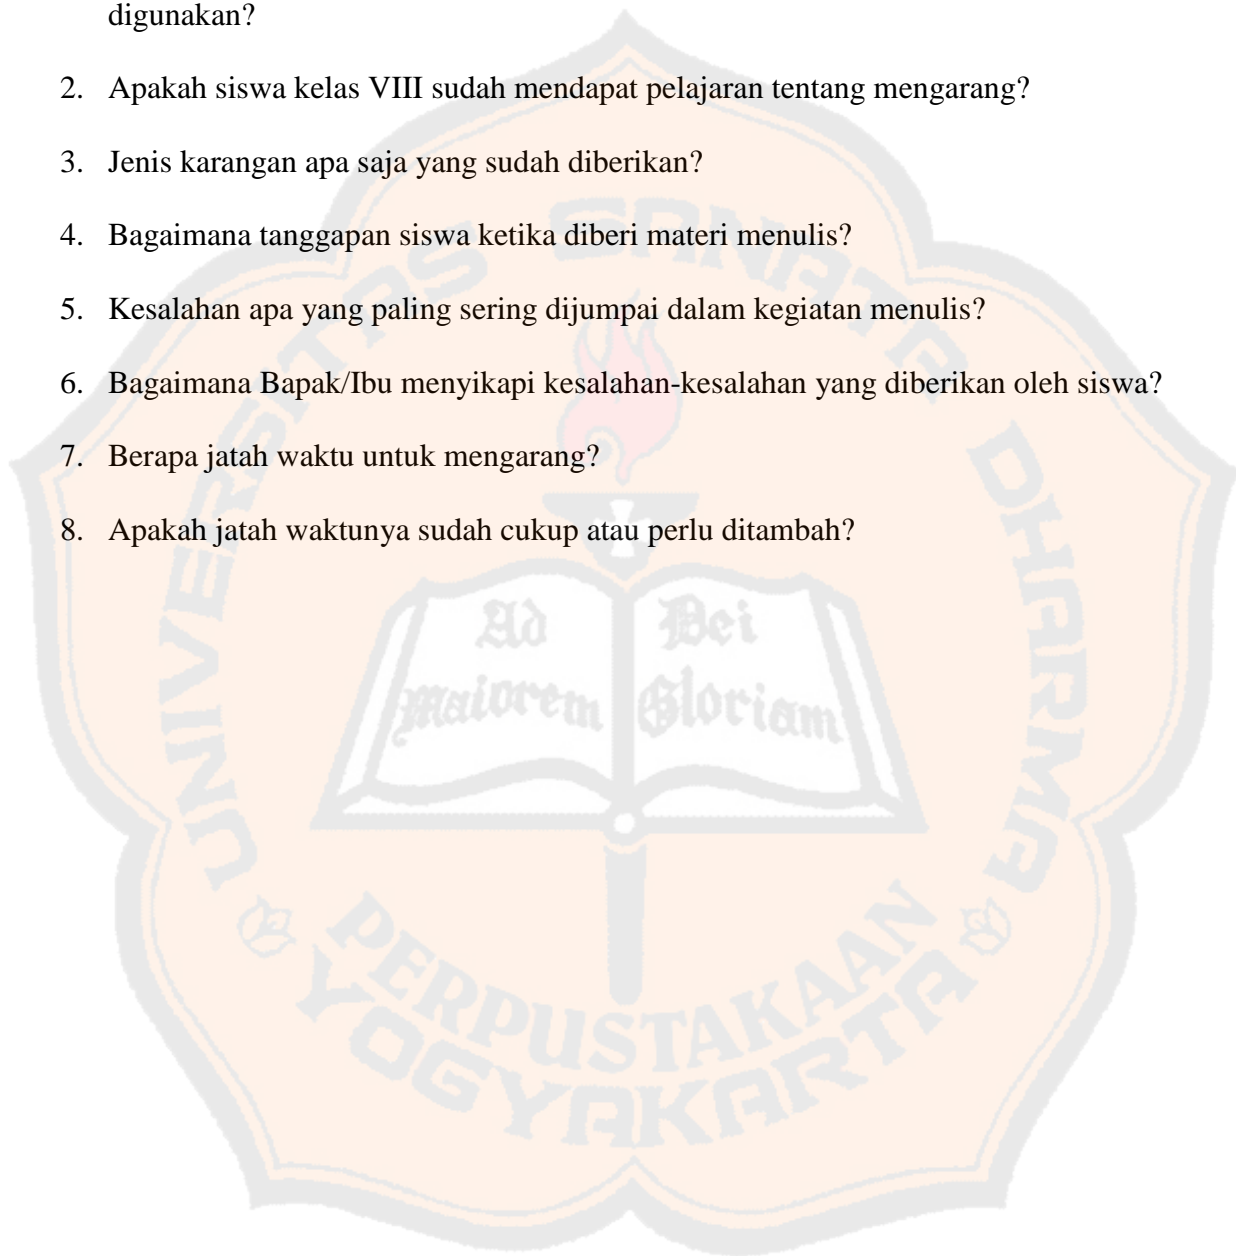 digunakan?
2. Apakah siswa kelas VIII sudah mendapat pelajaran tentang mengarang?
3. Jenis karangan apa saja yang sudah diberikan?
4. Bagaimana tanggapan siswa ketika diberi materi menulis?
5. Kesalahan apa yang paling sering dijumpai dalam kegiatan menulis?
6. Bagaimana Bapak/Ibu menyikapi kesalahan-kesalahan yang diberikan oleh siswa?
7. Berapa jatah waktu untuk mengarang?
8. Apakah jatah waktunya sudah cukup atau perlu ditambah?
UNIVERSITAS SANATA DHARMA
Ad Dei
Maiorem Gloriam
PERPUSTAKAAN
YOGYAKARTA